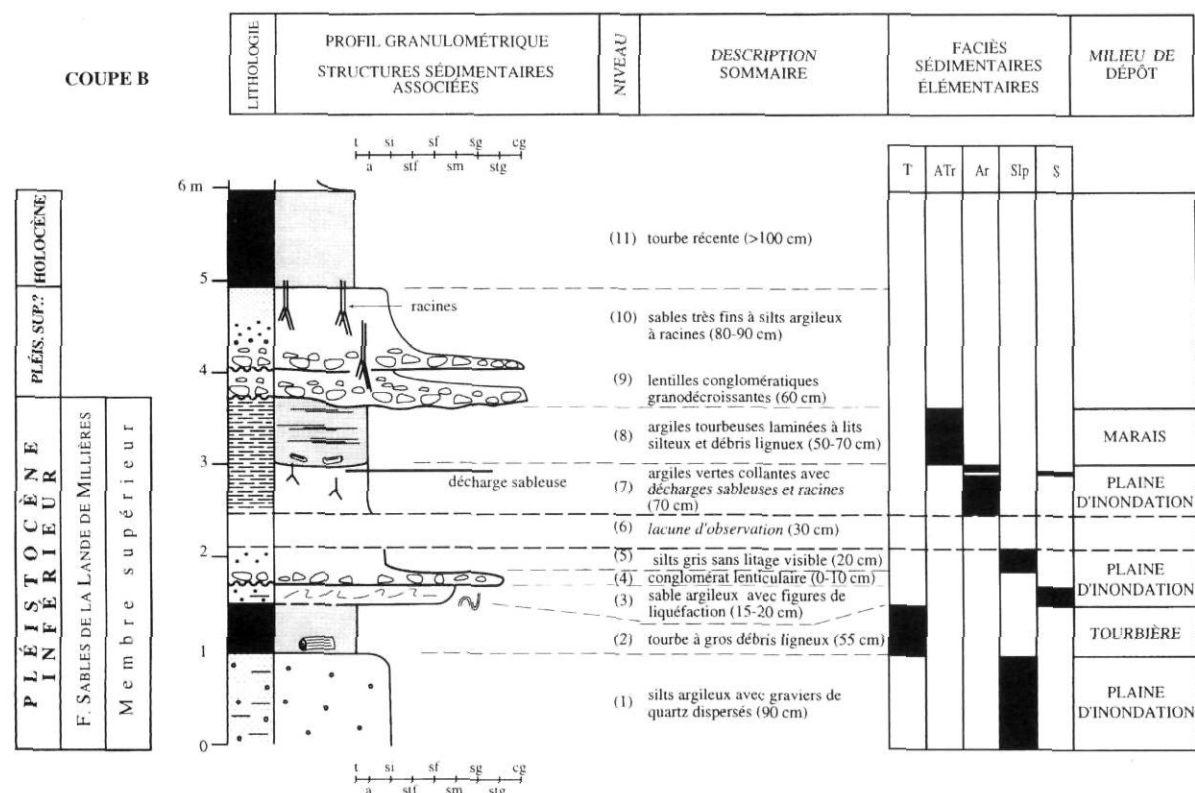 COUPE B
LITHOLOGIE
PROFIL GRANULOMÉTRIQUE
STRUCTURES SÉDIMENTAIRES
ASSOCIÉES
NIVEAU
DESCRIPTION
SOMMAIRE
FACIÈS
SÉDIMENTAIRES
ÉLÉMENTAIRES
MILIEU DE
DÉPÔT
t si sf sg cg
a stf sm stg
T ATr Ar Slp S
6 m
5
4
3
2
1
0
HOLOCÈNE
PLÉIS. SUP.?
PLÉISTOCÈNE
INFÉRIEUR
F. SABLES DE LA LANDE DE MILLIÈRES
Membre supérieur
racines
décharge sableuse
(11) tourbe récente (>100 cm)
(10) sables très fins à silts argileux
à racines (80-90 cm)
(9) lentilles conglomératiques
granodécroissantes (60 cm)
(8) argiles tourbeuses laminées à lits
silteux et débris lignuex (50-70 cm)
(7) argiles vertes collantes avec
décharges sableuses et racines
(70 cm)
(6) lacune d'observation (30 cm)
(5) silts gris sans litage visible (20 cm)
(4) conglomérat lenticulaire (0-10 cm)
(3) sable argileux avec figures de
liquéfaction (15-20 cm)
(2) tourbe à gros débris ligneux (55 cm)
(1) silts argileux avec graviers de
quartz dispersés (90 cm)
MARAIS
PLAINE
D'INONDATION
PLAINE
D'INONDATION
TOURBIÈRE
PLAINE
D'INONDATION
t si sf sg cg
a stf sm stg